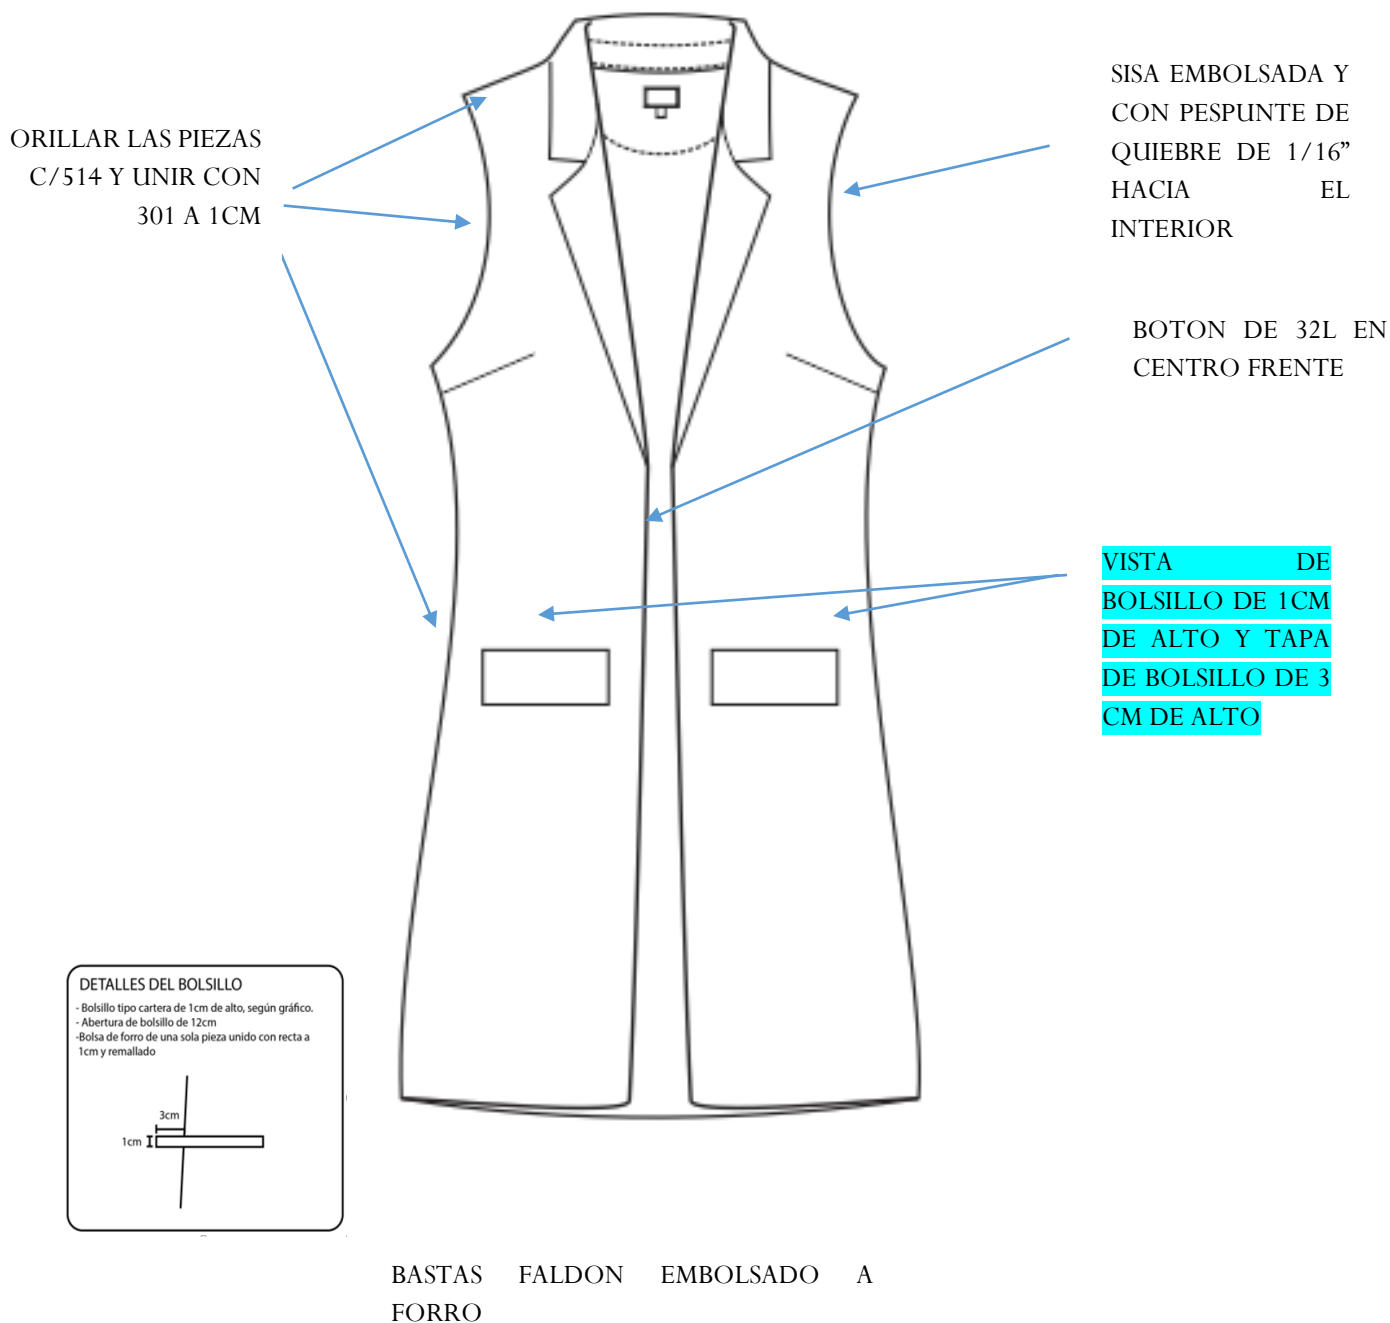 ORILLAR LAS PIEZAS
C/514 Y UNIR CON
301 A 1CM
SISA EMBOLSADA Y
CON PESPUNTE DE
QUIEBRE DE 1/16”
HACIA EL
INTERIOR
BOTON DE 32L EN
CENTRO FRENTE
VISTA DE
BOLSILLO DE 1CM
DE ALTO Y TAPA
DE BOLSILLO DE 3
CM DE ALTO
DETALLES DEL BOLSILLO
- Bolsillo tipo cartera de 1cm de alto, según gráfico.
- Abertura de bolsillo de 12cm
-Bolsa de forro de una sola pieza unido con recta a
1cm y remallado
3cm
1cm
BASTAS FALDON EMBOLSADO A
FORRO